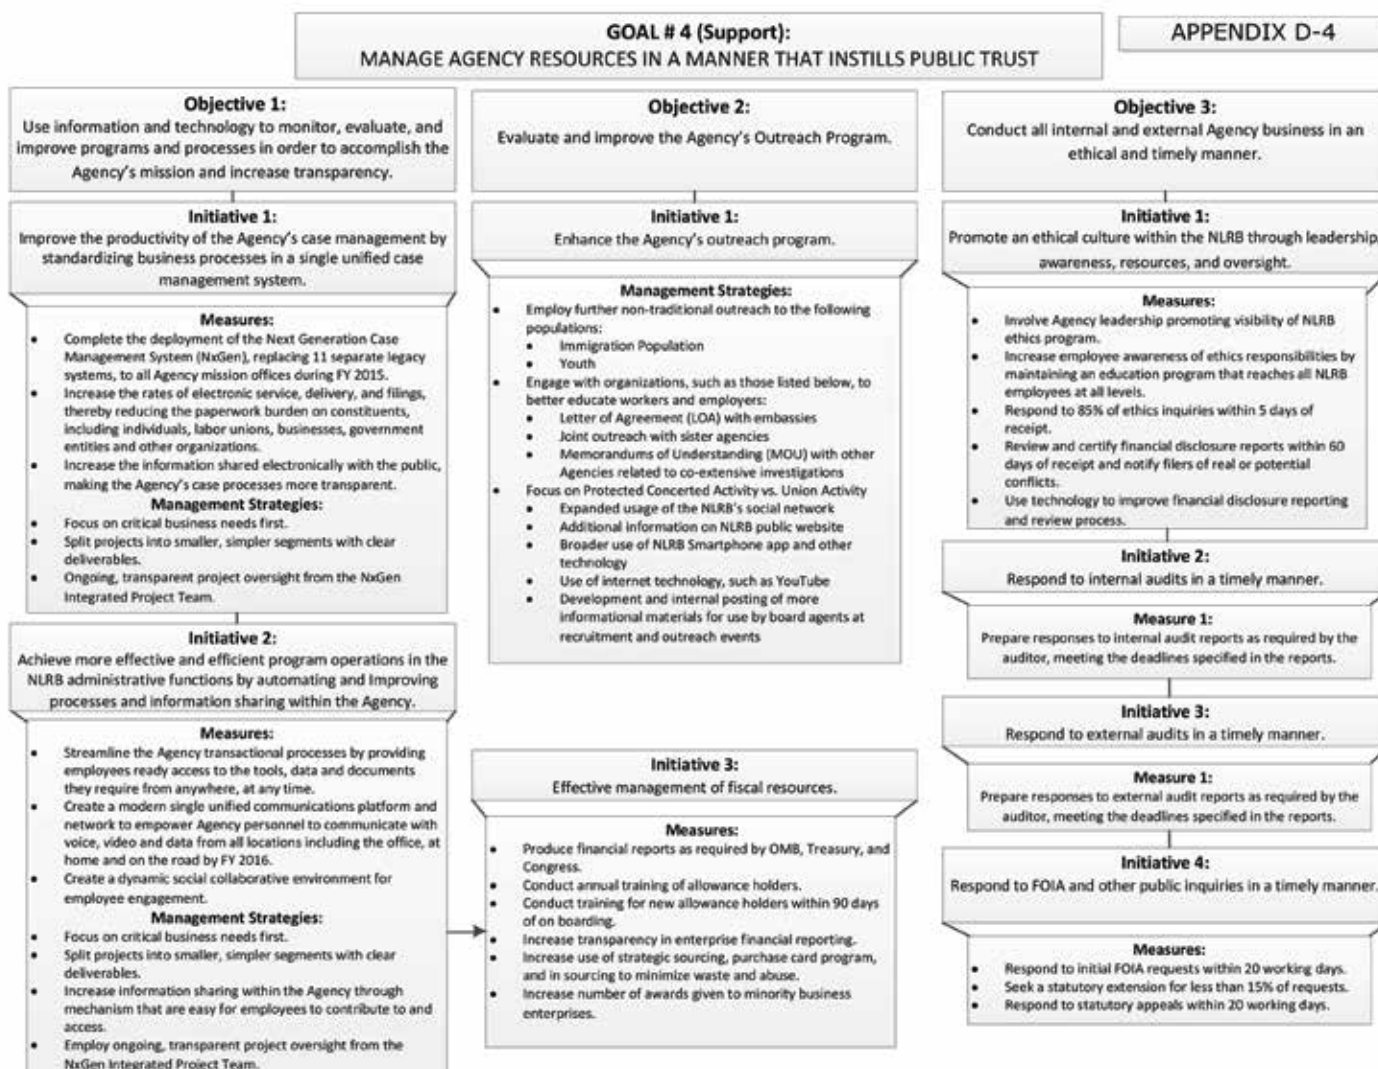 GOAL # 4 (Support):
MANAGE AGENCY RESOURCES IN A MANNER THAT INSTILLS PUBLIC TRUST
APPENDIX D-4
Objective 1:
Use information and technology to monitor, evaluate, and
improve programs and processes in order to accomplish the
Agency's mission and increase transparency.
Initiative 1:
Improve the productivity of the Agency's case management by
standardizing business processes in a single unified case
management system.
Measures:
• Complete the deployment of the Next Generation Case
Management System (NxGen), replacing 11 separate legacy
systems, to all Agency mission offices during FY 2015.
• Increase the rates of electronic service, delivery, and filings,
thereby reducing the paperwork burden on constituents,
including individuals, labor unions, businesses, government
entities and other organizations.
• Increase the information shared electronically with the public,
making the Agency's case processes more transparent.
Management Strategies:
• Focus on critical business needs first.
• Split projects into smaller, simpler segments with clear
deliverables.
• Ongoing, transparent project oversight from the NxGen
Integrated Project Team.
Initiative 2:
Achieve more effective and efficient program operations in the
NLRB administrative functions by automating and Improving
processes and information sharing within the Agency.
Measures:
• Streamline the Agency transactional processes by providing
employees ready access to the tools, data and documents
they require from anywhere, at any time.
• Create a modern single unified communications platform and
network to empower Agency personnel to communicate with
voice, video and data from all locations including the office, at
home and on the road by FY 2016.
• Create a dynamic social collaborative environment for
employee engagement.
Management Strategies:
• Focus on critical business needs first.
• Split projects into smaller, simpler segments with clear
deliverables.
• Increase information sharing within the Agency through
mechanism that are easy for employees to contribute to and
access.
• Employ ongoing, transparent project oversight from the
NxGen Integrated Project Team.
Objective 2:
Evaluate and improve the Agency's Outreach Program.
Initiative 1:
Enhance the Agency's outreach program.
Management Strategies:
• Employ further non-traditional outreach to the following
populations:
• Immigration Population
• Youth
• Engage with organizations, such as those listed below, to
better educate workers and employers:
• Letter of Agreement (LOA) with embassies
• Joint outreach with sister agencies
• Memorandums of Understanding (MOU) with other
Agencies related to co-extensive investigations
• Focus on Protected Concerted Activity vs. Union Activity
• Expanded usage of the NLRB's social network
• Additional information on NLRB public website
• Broader use of NLRB Smartphone app and other
technology
• Use of internet technology, such as YouTube
• Development and internal posting of more
informational materials for use by board agents at
recruitment and outreach events
Initiative 3:
Effective management of fiscal resources.
Measures:
• Produce financial reports as required by OMB, Treasury, and
Congress.
• Conduct annual training of allowance holders.
• Conduct training for new allowance holders within 90 days
of on boarding.
• Increase transparency in enterprise financial reporting.
• Increase use of strategic sourcing, purchase card program,
and in sourcing to minimize waste and abuse.
• Increase number of awards given to minority business
enterprises.
Objective 3:
Conduct all internal and external Agency business in an
ethical and timely manner.
Initiative 1:
Promote an ethical culture within the NLRB through leadership
awareness, resources, and oversight.
Measures:
• Involve Agency leadership promoting visibility of NLRB
ethics program.
• Increase employee awareness of ethics responsibilities by
maintaining an education program that reaches all NLRB
employees at all levels.
• Respond to 85% of ethics inquiries within 5 days of
receipt.
• Review and certify financial disclosure reports within 60
days of receipt and notify filers of real or potential
conflicts.
• Use technology to improve financial disclosure reporting
and review process.
Initiative 2:
Respond to internal audits in a timely manner.
Measure 1:
Prepare responses to internal audit reports as required by the
auditor, meeting the deadlines specified in the reports.
Initiative 3:
Respond to external audits in a timely manner.
Measure 1:
Prepare responses to external audit reports as required by the
auditor, meeting the deadlines specified in the reports.
Initiative 4:
Respond to FOIA and other public inquiries in a timely manner.
Measures:
• Respond to initial FOIA requests within 20 working days.
• Seek a statutory extension for less than 15% of requests.
• Respond to statutory appeals within 20 working days.